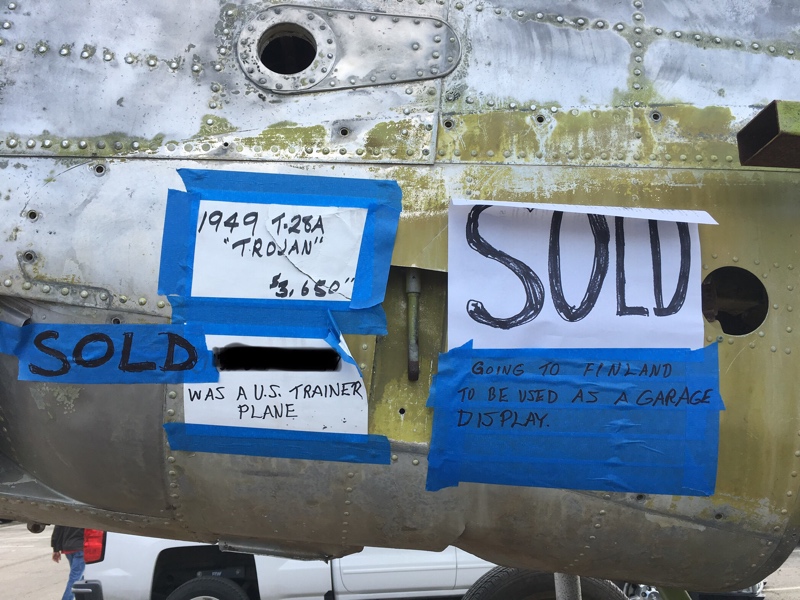 1949 T-28A
"TROJAN"
$3,650"
SOLD
WAS A U.S. TRAINER
PLANE
SOLD
GOING TO FINLAND
TO BE USED AS A GARAGE
DISPLAY.